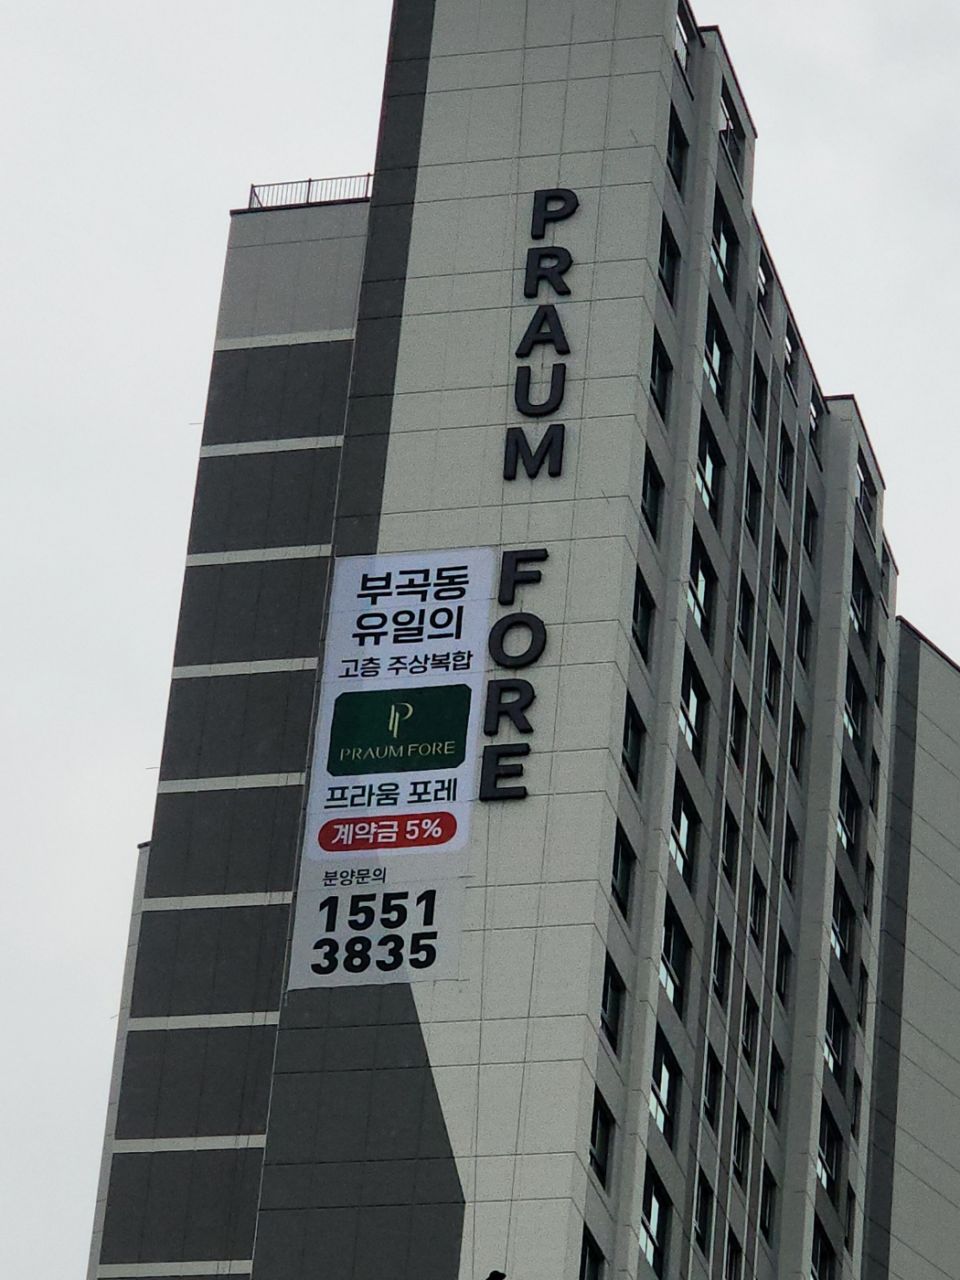 PRAUM FORE
부곡동
유일의
고층 주상복합
PRAUM FORE
프라움 포레
계약금 5%
분양문의
1551
3835